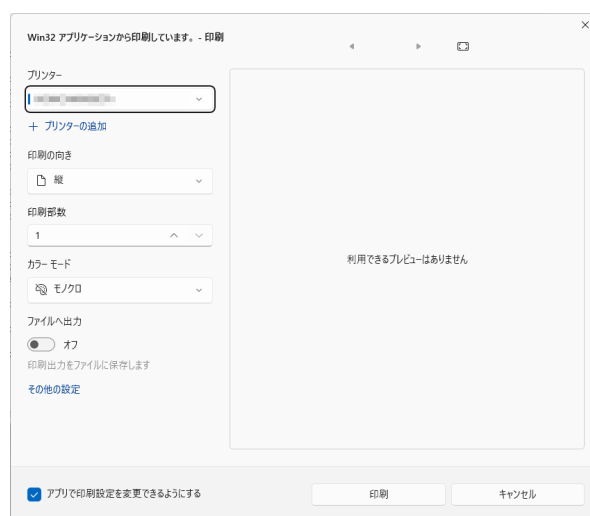 Win32 アプリケーションから印刷しています。- 印刷
プリンター
プリンターの追加
印刷の向き
縦
印刷部数
1
カラー モード
モノクロ
ファイルへ出力
オフ
印刷出力をファイルに保存します
その他の設定
利用できるプレビューはありません
アプリで印刷設定を変更できるようにする
印刷
キャンセル